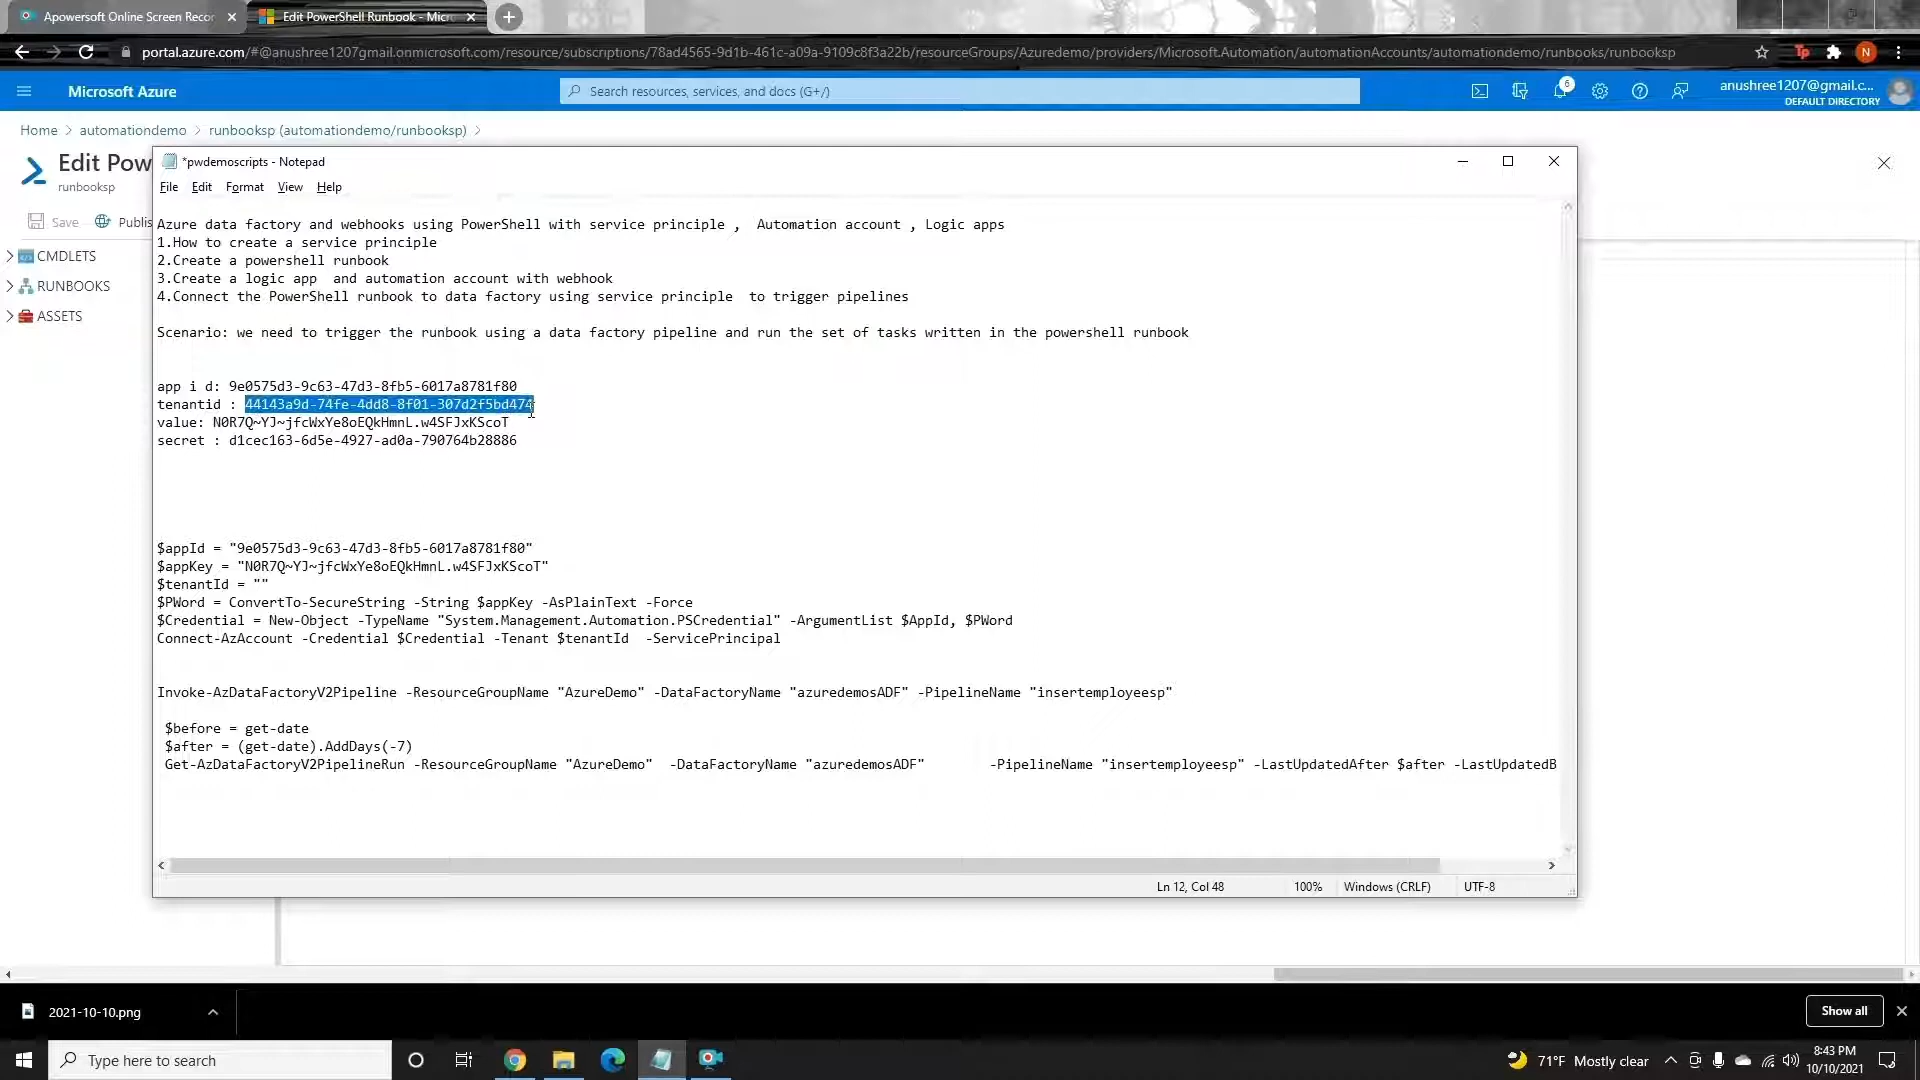 Apowersoft Online Screen Recor
Edit PowerShell Runbook - Micr
portal.azure.com/#@anushree1207gmail.onmicrosoft.com/resource/subscriptions/78ad4565-9d1b-461c-a09a-9109c8f3a22b/resourceGroups/Azuredemo/providers/Microsoft.Automation/automationAccounts/automationdemo/runbooks/runbooksp
Microsoft Azure
Search resources, services, and docs (G+/)
6
anushree1207@gmail.c...
DEFAULT DIRECTORY
Home > automationdemo > runbooksp (automationdemo/runbooksp) >
Edit Pow
runbooksp
Save
Publis
CMDLETS
RUNBOOKS
ASSETS
*pwdemoscripts - Notepad
File Edit Format View Help
Azure data factory and webhooks using PowerShell with service principle , Automation account , Logic apps
1.How to create a service principle
2.Create a powershell runbook
3.Create a logic app and automation account with webhook
4.Connect the PowerShell runbook to data factory using service principle to trigger pipelines
Scenario: we need to trigger the runbook using a data factory pipeline and run the set of tasks written in the powershell runbook
app i d: 9e0575d3-9c63-47d3-8fb5-6017a8781f80
tenantid : 44143a9d-74fe-4dd8-8f01-307d2f5bd474
value: N0R7Q~YJ~jfcWxYe8oEQkHmnL.w4SFJxKScoT
secret : d1cec163-6d5e-4927-ad0a-790764b28886
$appId = "9e0575d3-9c63-47d3-8fb5-6017a8781f80"
$appKey = "N0R7Q~YJ~jfcWxYe8oEQkHmnL.w4SFJxKScoT"
$tenantId = ""
$PWord = ConvertTo-SecureString -String $appKey -AsPlainText -Force
$Credential = New-Object -TypeName "System.Management.Automation.PSCredential" -ArgumentList $AppId, $PWord
Connect-AzAccount -Credential $Credential -Tenant $tenantId -ServicePrincipal
Invoke-AzDataFactoryV2Pipeline -ResourceGroupName "AzureDemo" -DataFactoryName "azuredemosADF" -PipelineName "insertemployeesp"
$before = get-date
$after = (get-date).AddDays(-7)
Get-AzDataFactoryV2PipelineRun -ResourceGroupName "AzureDemo" -DataFactoryName "azuredemosADF" -PipelineName "insertemployeesp" -LastUpdatedAfter $after -LastUpdatedB
Ln 12, Col 48
100%
Windows (CRLF)
UTF-8
2021-10-10.png
Show all
Type here to search
71°F Mostly clear
8:43 PM
10/10/2021